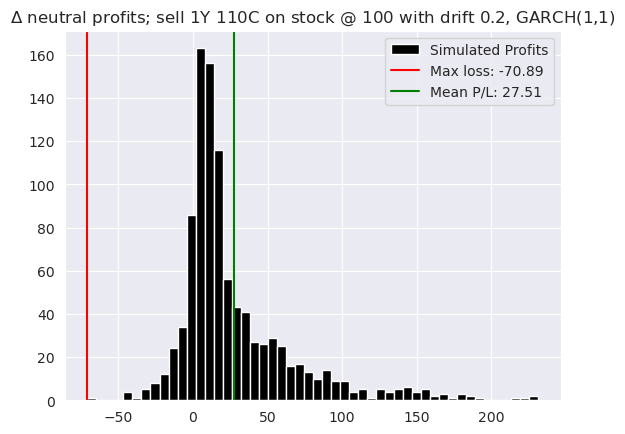 Δ neutral profits; sell 1Y 110C on stock @ 100 with drift 0.2, GARCH(1,1)
Simulated Profits
Max loss: -70.89
Mean P/L: 27.51
160
140
120
100
80
60
40
20
0
−50 0 50 100 150 200